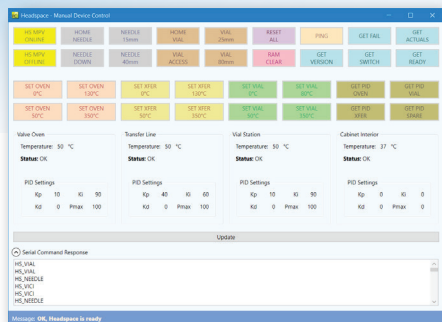 Headspace - Manual Device Control
HS MPV ONLINE
HOME NEEDLE
NEEDLE 15mm
HOME VIAL
VIAL 25mm
RESET ALL
PING
GET FAIL
GET ACTUALS
HS MPV OFFLINE
NEEDLE DOWN
NEEDLE 40mm
VIAL ACCESS
VIAL 80mm
RAM CLEAR
GET VERSION
GET SWITCH
GET READY
SET OVEN 0°C
SET OVEN 130°C
SET XFER 0°C
SET XFER 130°C
SET VIAL 0°C
SET VIAL 80°C
GET PID OVEN
GET PID VIAL
SET OVEN 50°C
SET OVEN 350°C
SET XFER 50°C
SET XFER 350°C
SET VIAL 50°C
SET VIAL 350°C
GET PID XFER
GET PID SPARE
Valve Oven
Transfer Line
Vial Station
Cabinet Interior
Temperature: 50 °C
Temperature: 50 °C
Temperature: 50 °C
Temperature: 37 °C
Status: OK
Status: OK
Status: OK
Status: OK
PID Settings
PID Settings
PID Settings
PID Settings
Kp 10 Ki 90
Kp 40 Ki 60
Kp 10 Ki 90
Kp 0 Ki 0
Kd 0 Pmax 100
Kd 0 Pmax 100
Kd 0 Pmax 100
Kd 0 Pmax 100
Update
Serial Command Response
HS_VIAL
HS_VIAL
HS_NEEDLE
HS_VICI
HS_VICI
HS_NEEDLE
Message: OK, Headspace is ready